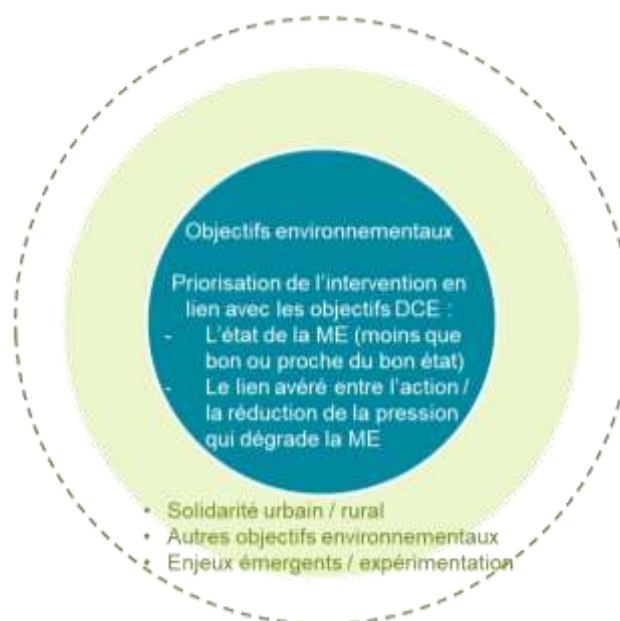 Objectifs environnementaux
Priorisation de l'intervention en
lien avec les objectifs DCE :
- L'état de la ME (moins que
bon ou proche du bon état)
- Le lien avéré entre l'action /
la réduction de la pression
qui dégrade la ME
• Solidarité urbain / rural
• Autres objectifs environnementaux
• Enjeux émergents / expérimentation